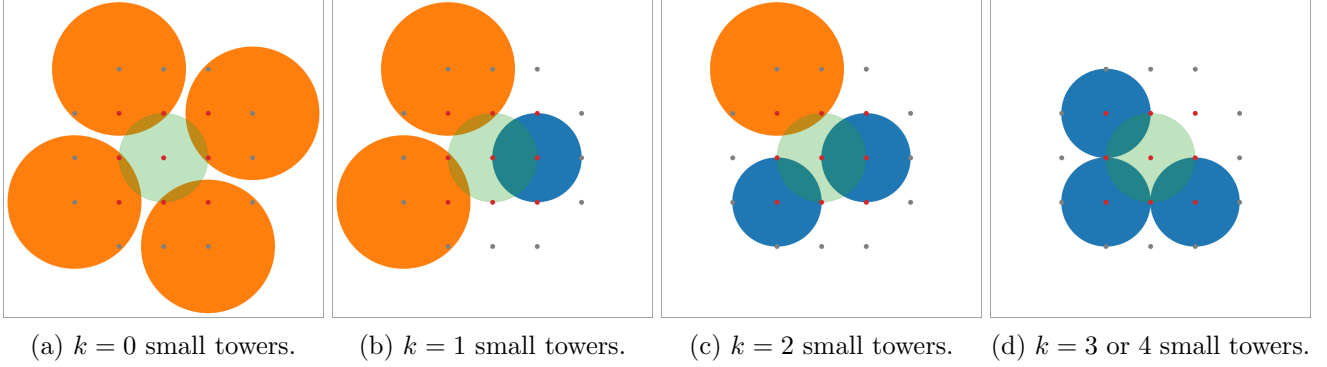 (a) k = 0 small towers.
(b) k = 1 small towers.
(c) k = 2 small towers.
(d) k = 3 or 4 small towers.